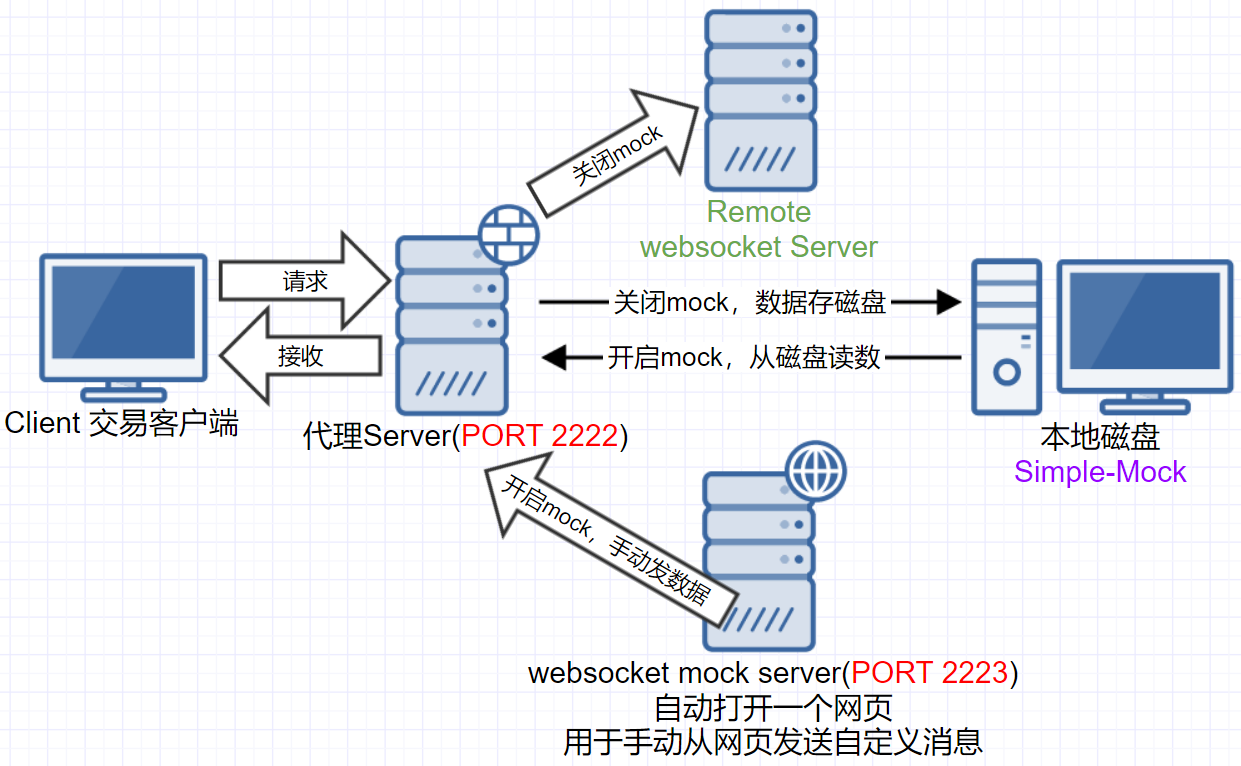 关闭mock
Remote
websocket Server
请求
接收
关闭mock，数据存磁盘
开启mock，从磁盘读数
Client 交易客户端
代理Server(PORT 2222)
本地磁盘
Simple-Mock
开启mock，手动发数据
websocket mock server(PORT 2223)
自动打开一个网页
用于手动从网页发送自定义消息